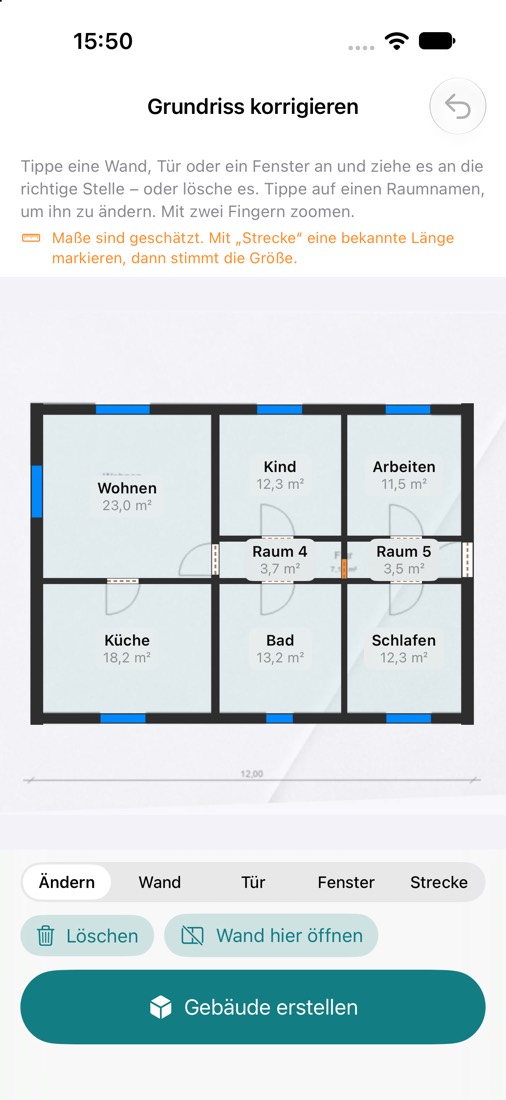 15:50
Grundriss korrigieren
Tippe eine Wand, Tür oder ein Fenster an und ziehe es an die
richtige Stelle – oder lösche es. Tippe auf einen Raumnamen,
um ihn zu ändern. Mit zwei Fingern zoomen.
Maße sind geschätzt. Mit „Strecke“ eine bekannte Länge
markieren, dann stimmt die Größe.
Kind
12,3 m²
Arbeiten
11,5 m²
Wohnen
23,0 m²
Raum 4
3,7 m²
Raum 5
3,5 m²
Küche
18,2 m²
Bad
13,2 m²
Schlafen
12,3 m²
12,00
Ändern Wand Tür Fenster Strecke
Löschen Wand hier öffnen
Gebäude erstellen